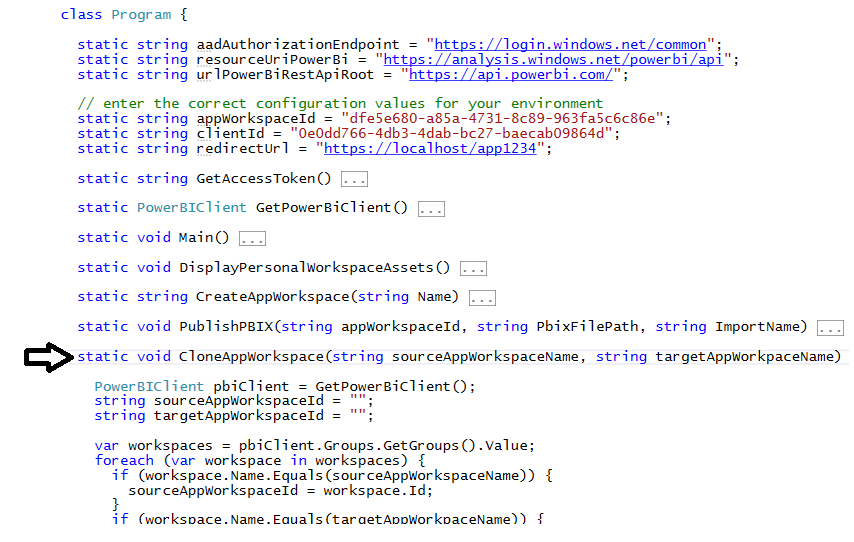 class Program {
static string aadAuthorizationEndpoint = "https://login.windows.net/common";
static string resourceUriPowerBi = "https://analysis.windows.net/powerbi/api";
static string urlPowerBiRestApiRoot = "https://api.powerbi.com/";
// enter the correct configuration values for your environment
static string appWorkspaceId = "dfe5e680-a85a-4731-8c89-963fa5c6c86e";
static string clientId = "0e0dd766-4db3-4dab-bc27-baecab09864d";
static string redirectUrl = "https://localhost/app1234";
static string GetAccessToken() ...
static PowerBIClient GetPowerBiClient() ...
static void Main() ...
static void DisplayPersonalWorkspaceAssets() ...
static string CreateAppWorkspace(string Name) ...
static void PublishPBIX(string appWorkspaceId, string PbixFilePath, string ImportName) ...
static void CloneAppWorkspace(string sourceAppWorkspaceName, string targetAppWorkpaceName)
PowerBIClient pbiClient = GetPowerBiClient();
string sourceAppWorkspaceId = "";
string targetAppWorkspaceId = "";
var workspaces = pbiClient.Groups.GetGroups().Value;
foreach (var workspace in workspaces) {
if (workspace.Name.Equals(sourceAppWorkspaceName)) {
sourceAppWorkspaceId = workspace.Id;
}
if (workspace.Name.Equals(targetAppWorkpaceName)) {